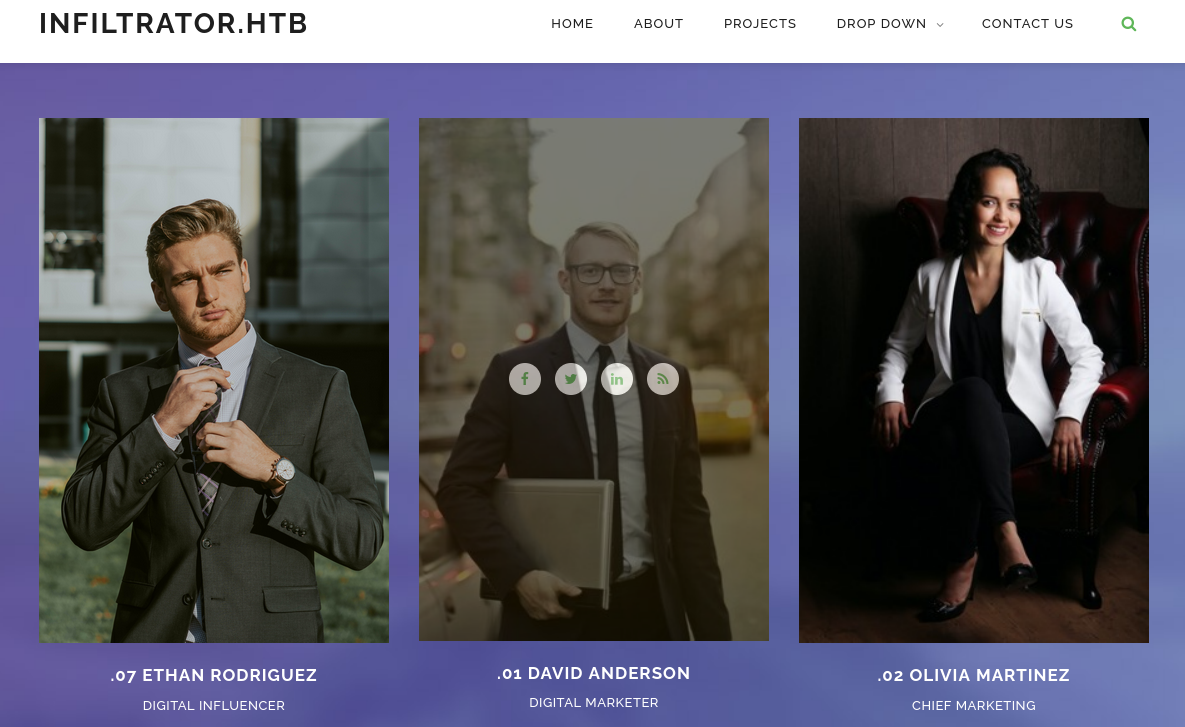 INFILTRATOR.HTB
HOME ABOUT PROJECTS DROP DOWN CONTACT US
.07 ETHAN RODRIGUEZ
DIGITAL INFLUENCER
.01 DAVID ANDERSON
DIGITAL MARKETER
.02 OLIVIA MARTINEZ
CHIEF MARKETING